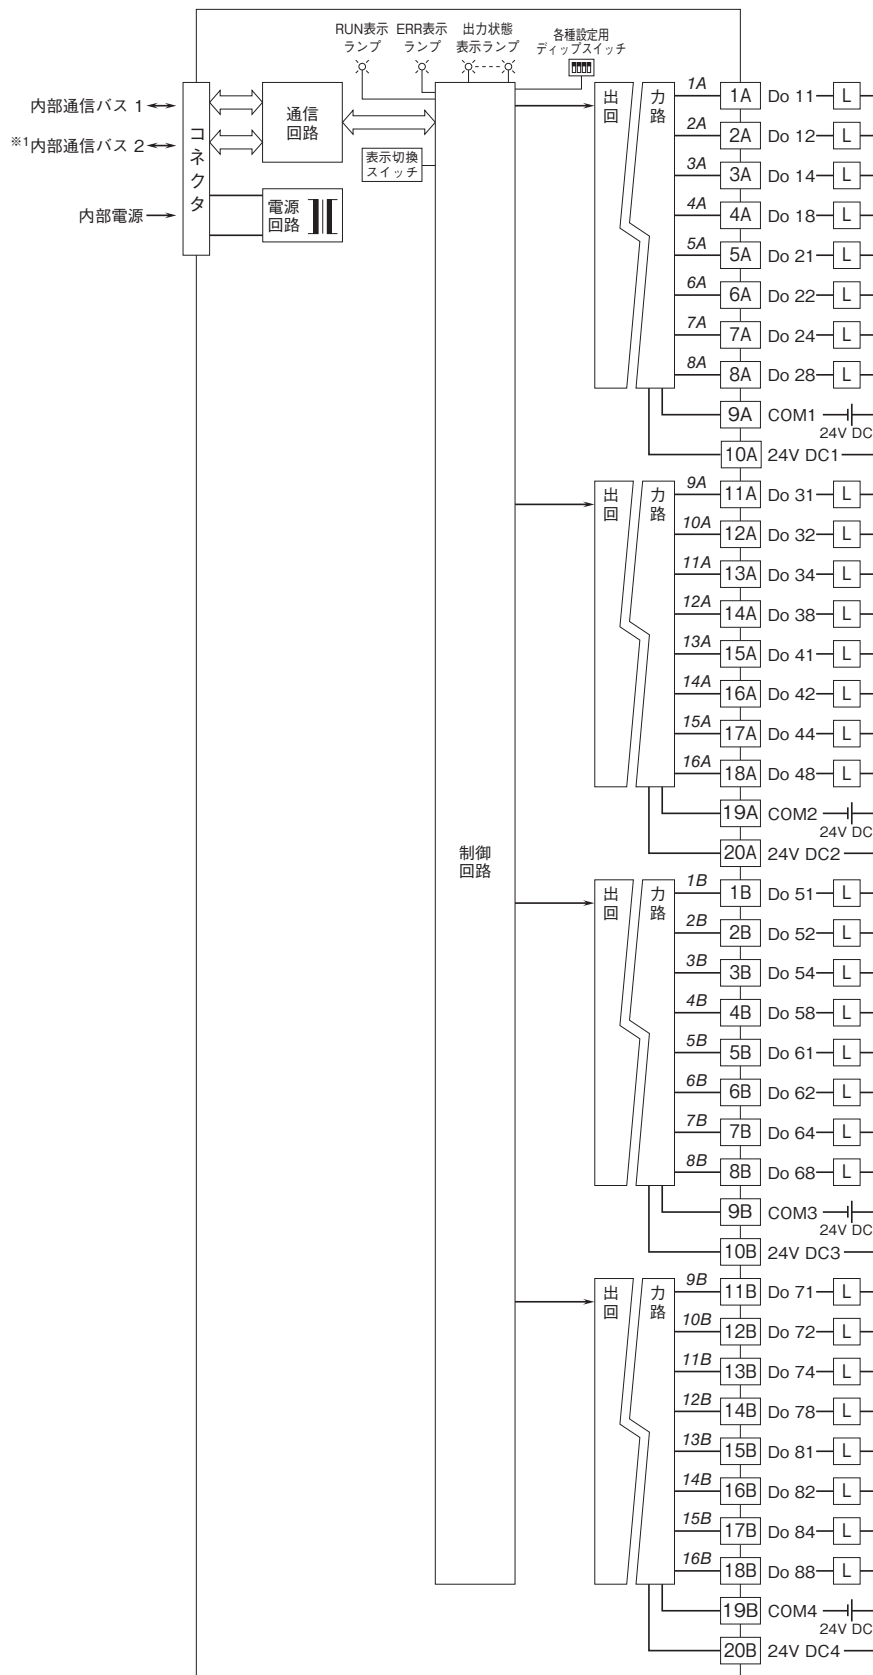 RUN表示
ランプ
ERR表示
ランプ
出力状態
表示ランプ
各種設定用
ディップスイッチ
内部通信バス 1
※1内部通信バス 2
内部電源
コネクタ
通信
回路
電源
回路
表示切換
スイッチ
制御
回路
出力
回路
1A 1A Do 11 L
2A 2A Do 12 L
3A 3A Do 14 L
4A 4A Do 18 L
5A 5A Do 21 L
6A 6A Do 22 L
7A 7A Do 24 L
8A 8A Do 28 L
9A COM1
24V DC
10A 24V DC1
出力
回路
9A 11A Do 31 L
10A 12A Do 32 L
11A 13A Do 34 L
12A 14A Do 38 L
13A 15A Do 41 L
14A 16A Do 42 L
15A 17A Do 44 L
16A 18A Do 48 L
19A COM2
24V DC
20A 24V DC2
出力
回路
1B 1B Do 51 L
2B 2B Do 52 L
3B 3B Do 54 L
4B 4B Do 58 L
5B 5B Do 61 L
6B 6B Do 62 L
7B 7B Do 64 L
8B 8B Do 68 L
9B COM3
24V DC
10B 24V DC3
出力
回路
9B 11B Do 71 L
10B 12B Do 72 L
11B 13B Do 74 L
12B 14B Do 78 L
13B 15B Do 81 L
14B 16B Do 82 L
15B 17B Do 84 L
16B 18B Do 88 L
19B COM4
24V DC
20B 24V DC4